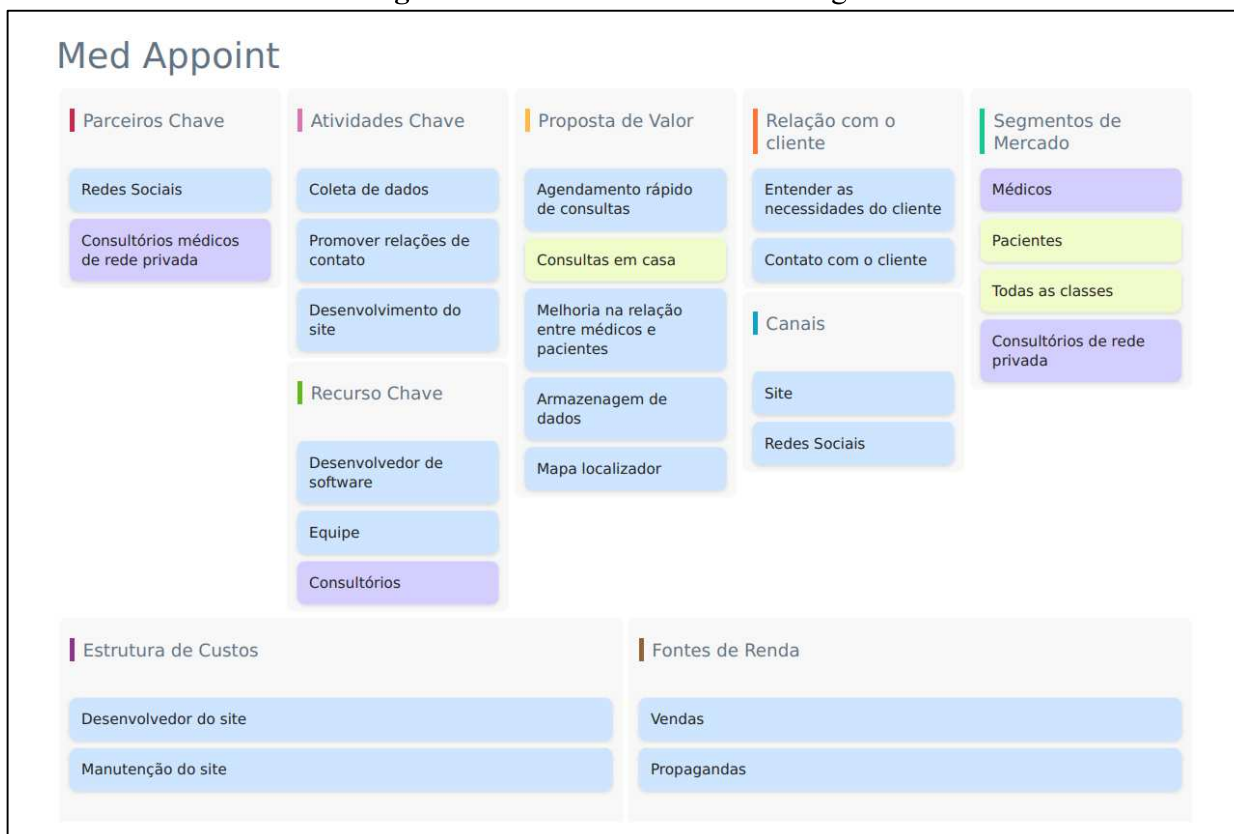 Med Appoint
Parceiros Chave
Redes Sociais
Consultórios médicos
de rede privada
Atividades Chave
Coleta de dados
Promover relações de
contato
Desenvolvimento do
site
Recurso Chave
Desenvolvedor de
software
Equipe
Consultórios
Proposta de Valor
Agendamento rápido
de consultas
Consultas em casa
Melhoria na relação
entre médicos e
pacientes
Armazenagem de
dados
Mapa localizador
Relação com o
cliente
Entender as
necessidades do cliente
Contato com o cliente
Canais
Site
Redes Sociais
Segmentos de
Mercado
Médicos
Pacientes
Todas as classes
Consultórios de rede
privada
Estrutura de Custos
Desenvolvedor do site
Manutenção do site
Fontes de Renda
Vendas
Propagandas